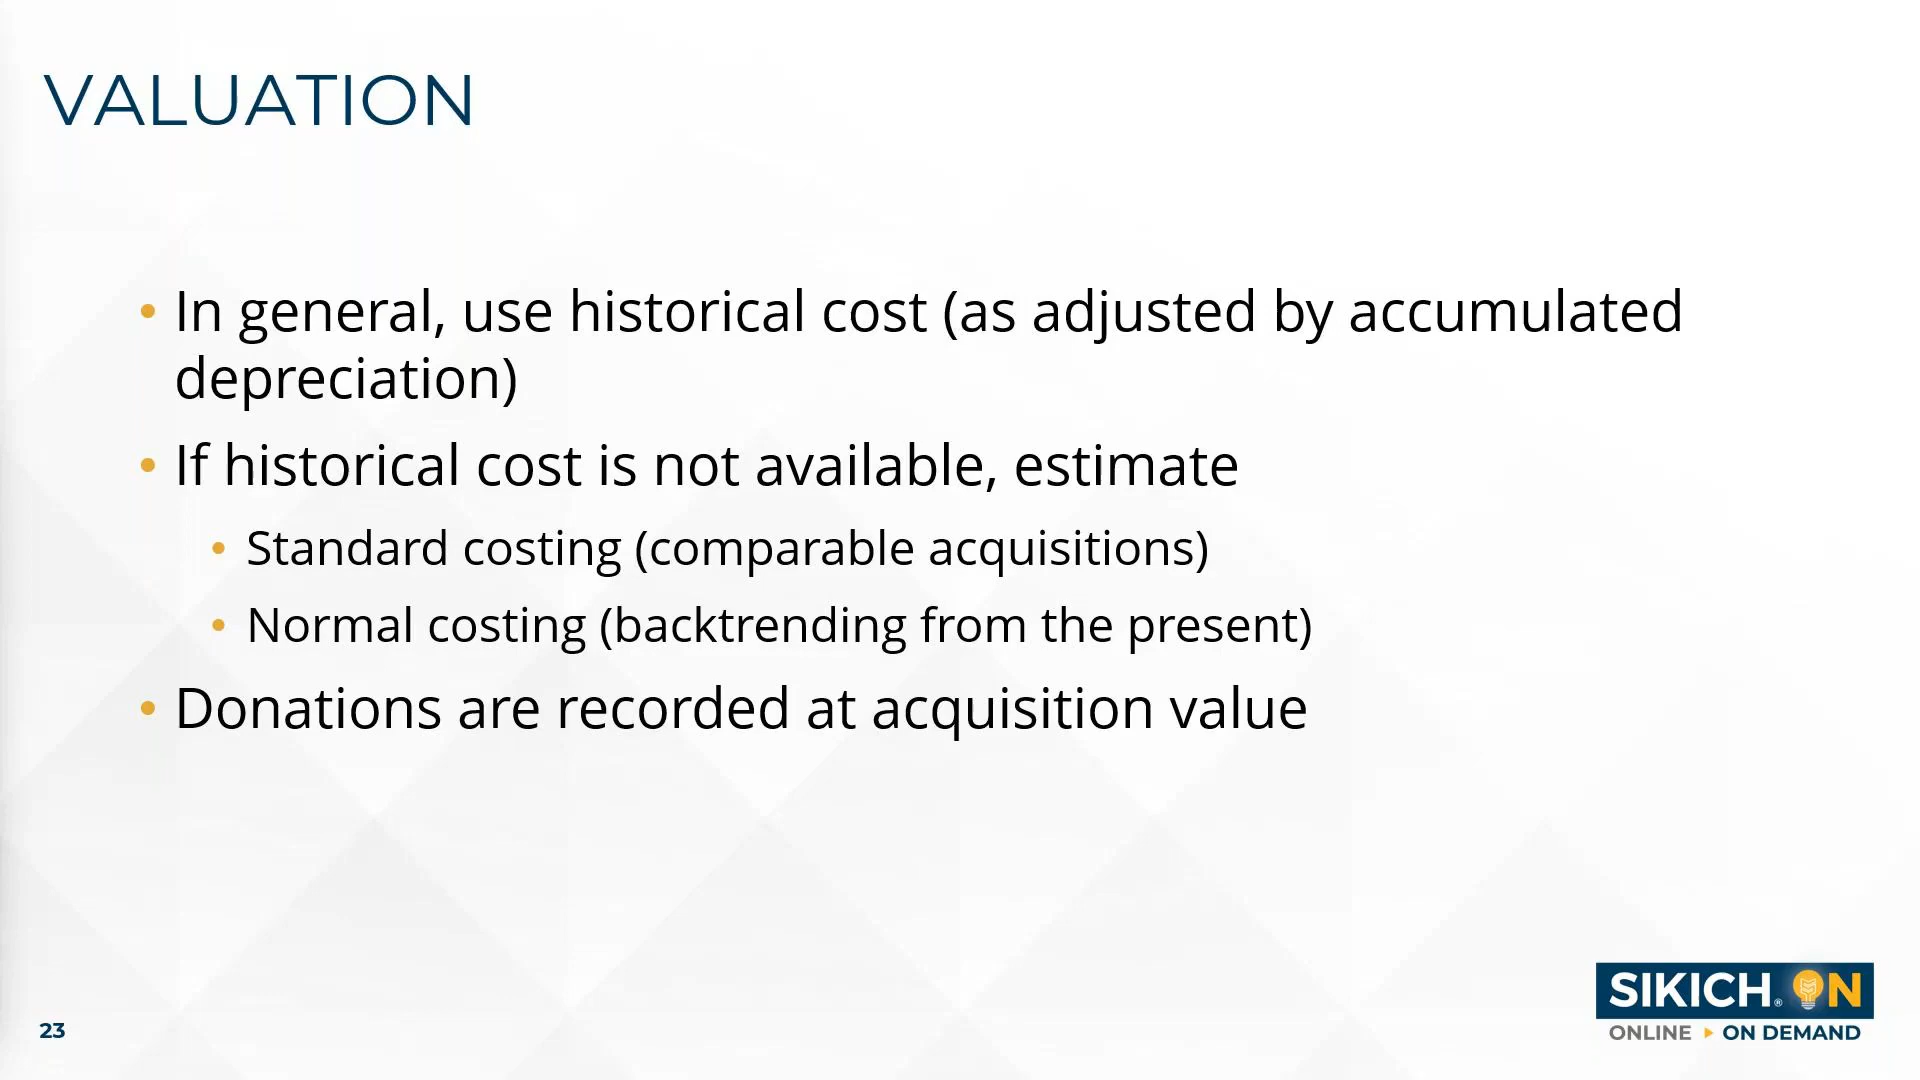 VALUATION
• In general, use historical cost (as adjusted by accumulated
depreciation)
• If historical cost is not available, estimate
• Standard costing (comparable acquisitions)
• Normal costing (backtrending from the present)
• Donations are recorded at acquisition value
23
SIKICH® ON
ONLINE ▸ ON DEMAND